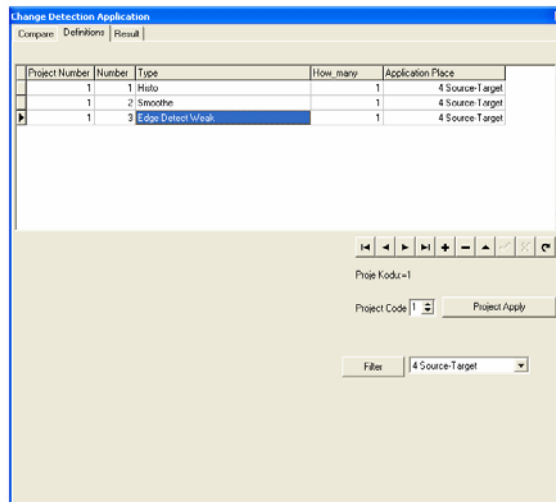 Change Detection Application
Compare Definitions Result
Project Number Number Type How_many Application Place
1 1 Histo 1 4 Source-Target
1 2 Smoothe 1 4 Source-Target
1 3 Edge Detect Weak 1 4 Source-Target
Proje Kodu:=1
Project Code 1 Project Apply
Filter 4 Source-Target